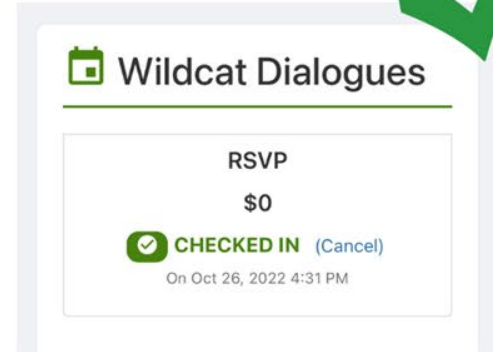 Wildcat Dialogues
RSVP
$0
CHECKED IN (Cancel)
On Oct 26, 2022 4:31 PM